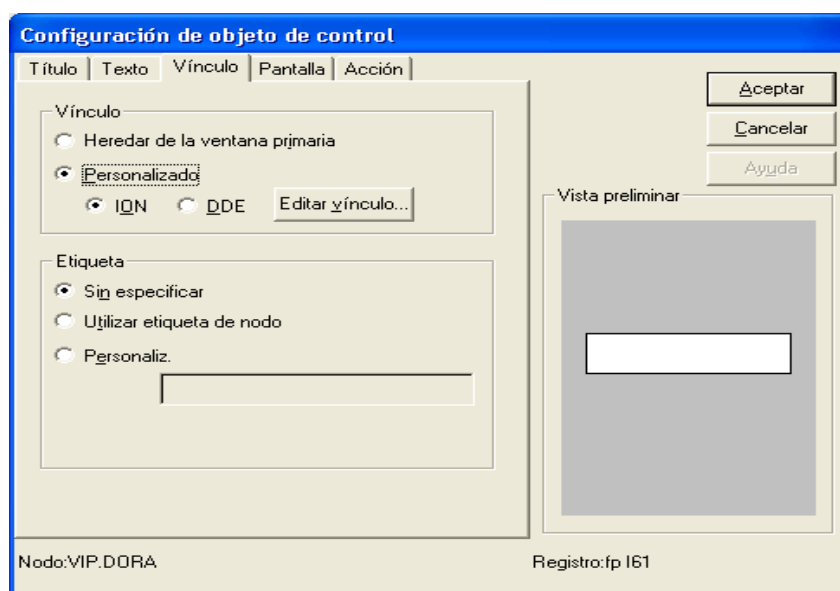 Configuración de objeto de control
Título
Texto
Vínculo
Pantalla
Acción
Vínculo
Heredar de la ventana primaria
Personalizado
ION
DDE
Editar vínculo...
Etiqueta
Sin especificar
Utilizar etiqueta de nodo
Personaliz.
Aceptar
Cancelar
Ayuda
Vista preliminar
Nodo:VIP.DORA
Registro:fp I61